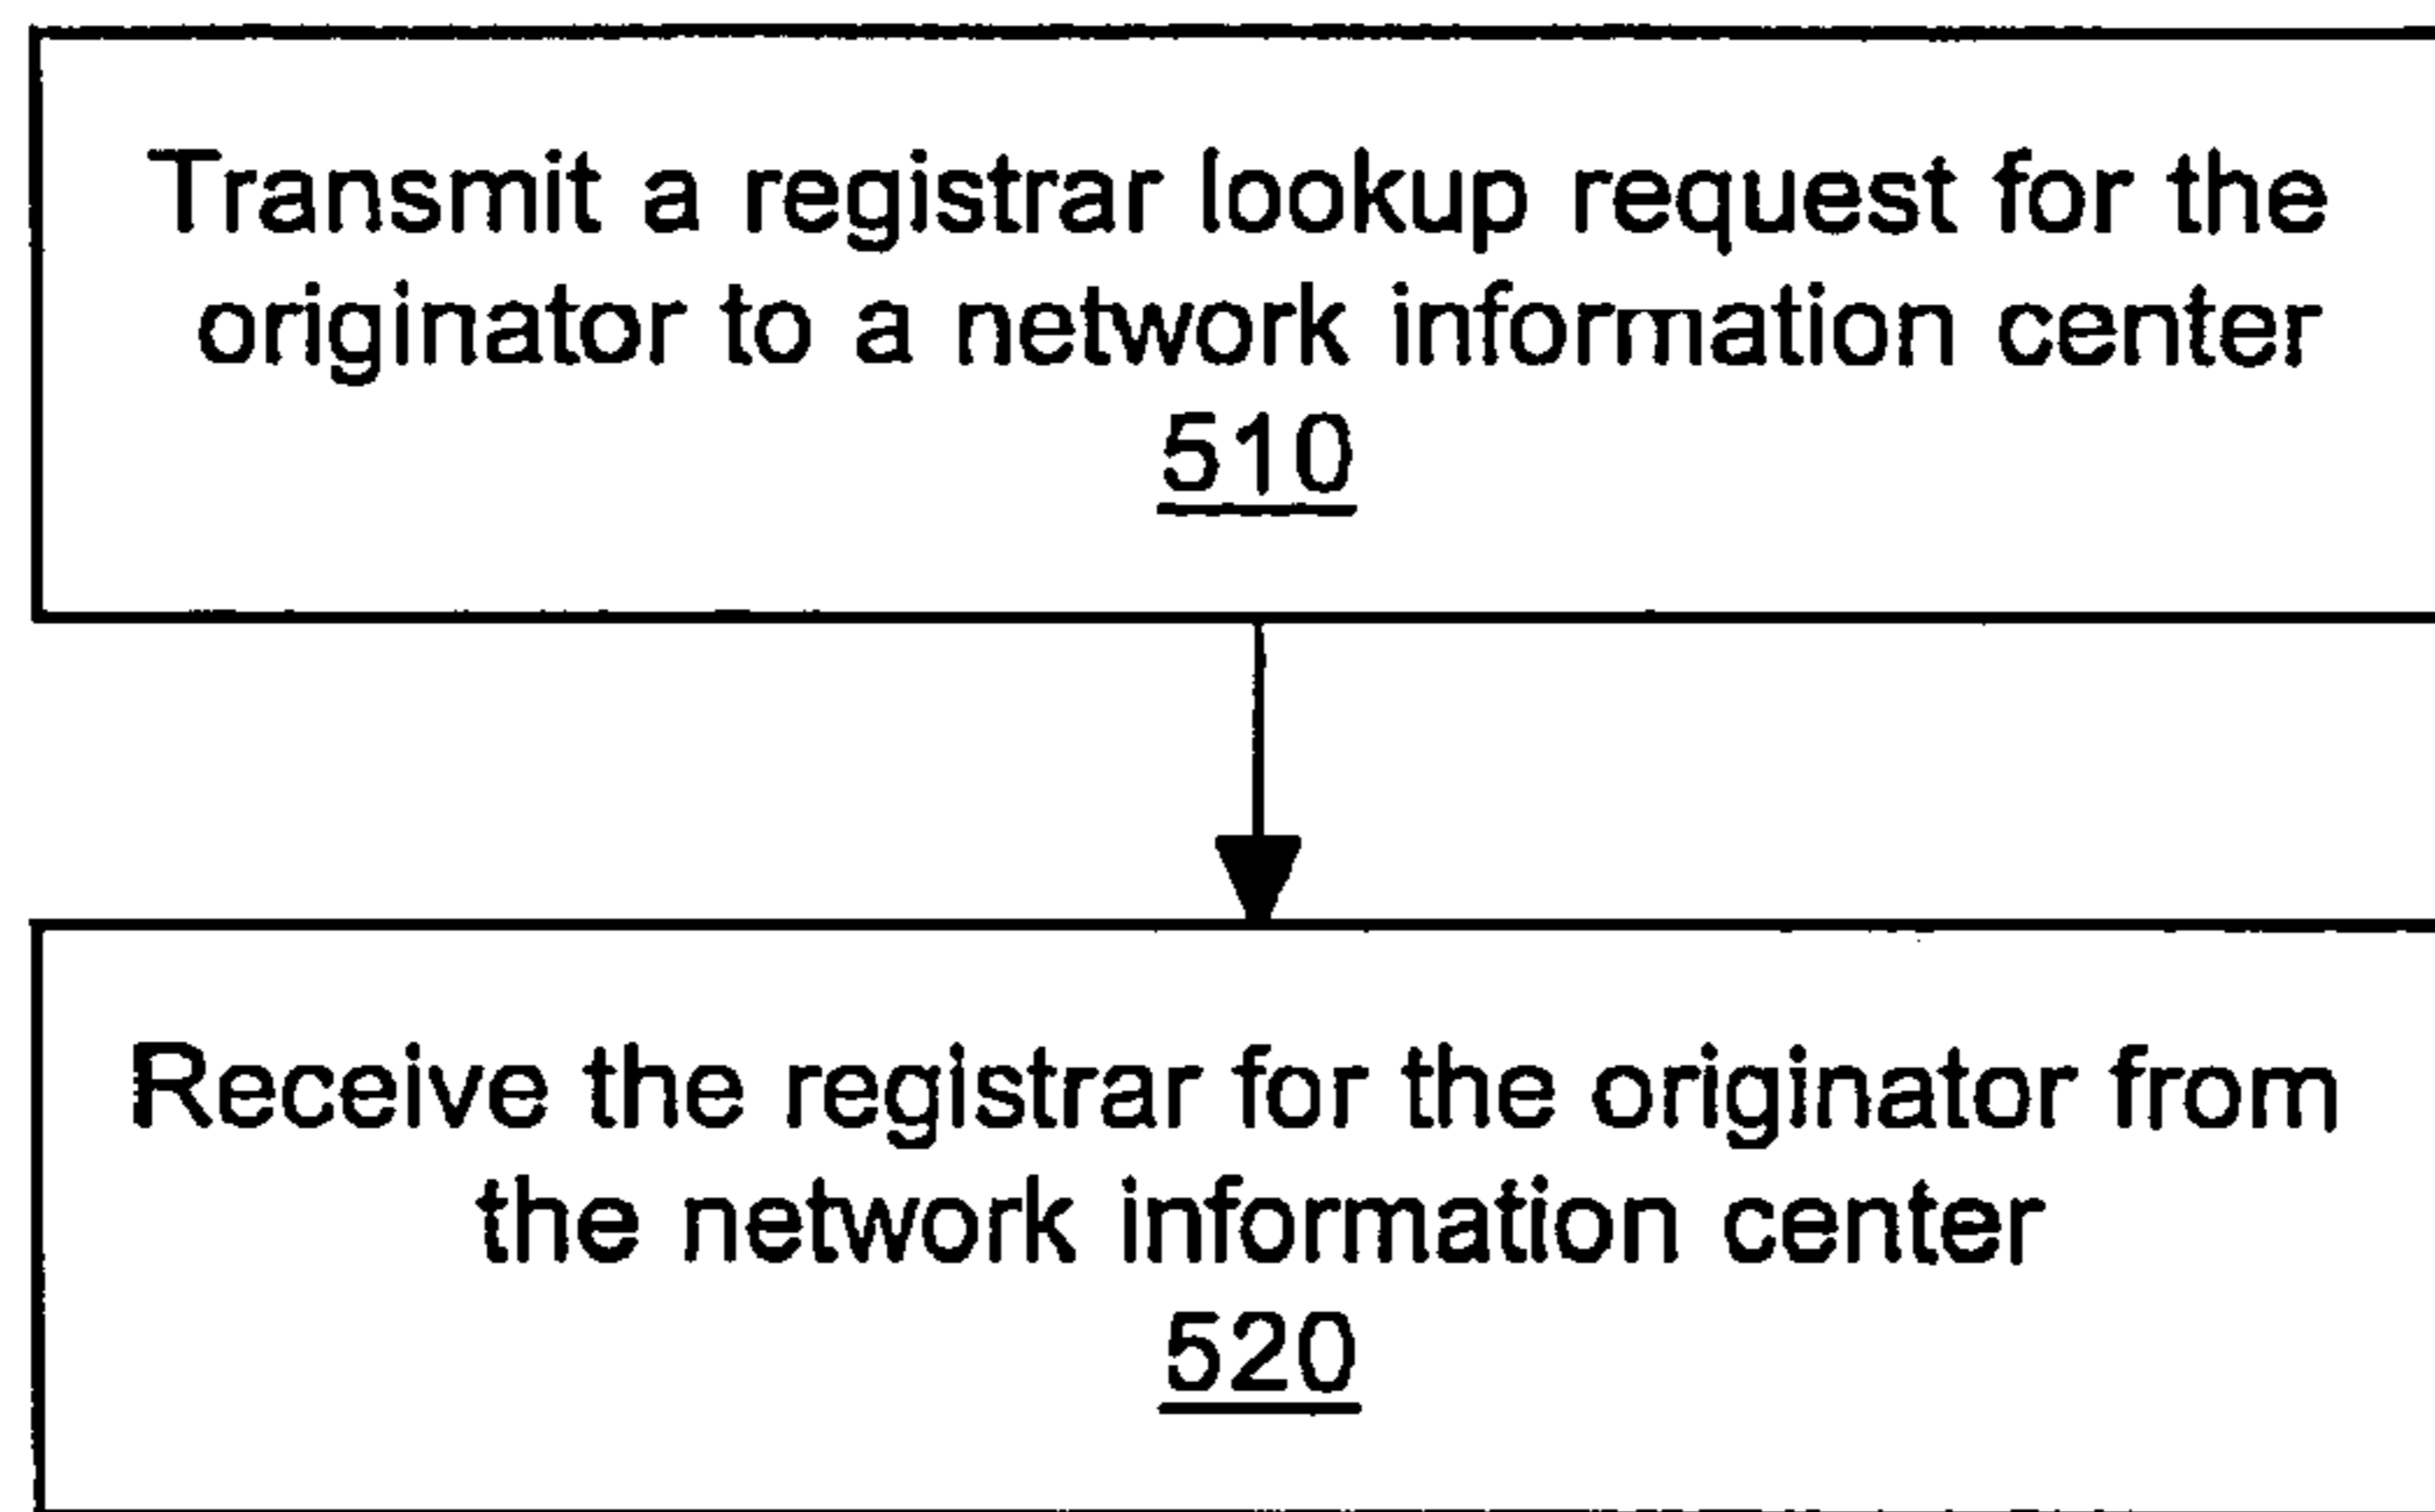 Transmit a registrar lookup request for the
originator to a network information center
510
Receive the registrar for the originator from
the network information center
520